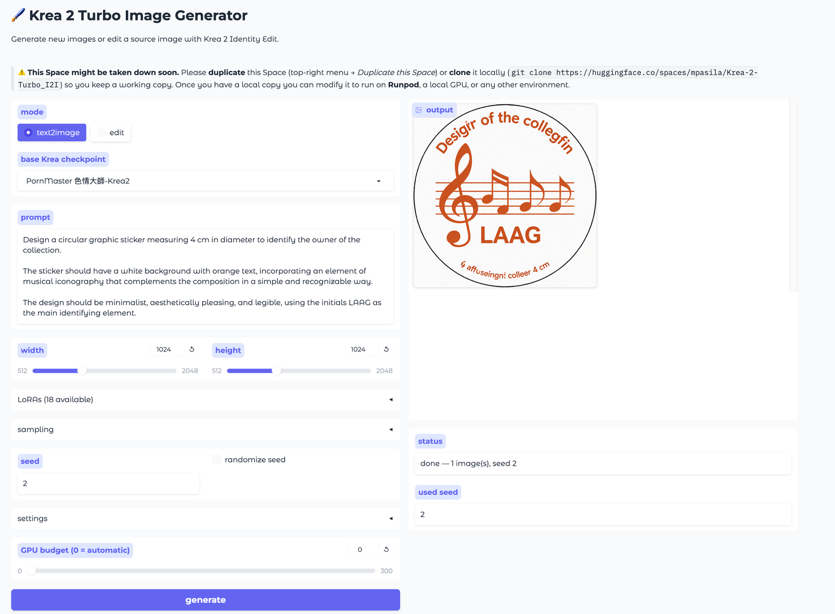 🖌️ Krea 2 Turbo Image Generator
Generate new images or edit a source image with Krea 2 Identity Edit.
⚠️ This Space might be taken down soon. Please duplicate this Space (top-right menu → Duplicate this Space) or clone it locally (git clone https://huggingface.co/spaces/mpasila/Krea-2-
Turbo_I2I) so you keep a working copy. Once you have a local copy you can modify it to run on Runpod, a local GPU, or any other environment.
mode
text2image
edit
base Krea checkpoint
PornMaster 色情大師-Krea2
prompt
Design a circular graphic sticker measuring 4 cm in diameter to identify the owner of the
collection.
The sticker should have a white background with orange text, incorporating an element of
musical iconography that complements the composition in a simple and recognizable way.
The design should be minimalist, aesthetically pleasing, and legible, using the initials LAAG as
the main identifying element.
width
1024
512
2048
height
1024
512
2048
LoRAs (18 available)
sampling
seed
randomize seed
2
settings
GPU budget (0 = automatic)
0
0
300
generate
output
Desigir of the collegfin
LAAG
4 affuseingn! colleer 4 cm
status
done — 1 image(s), seed 2
used seed
2